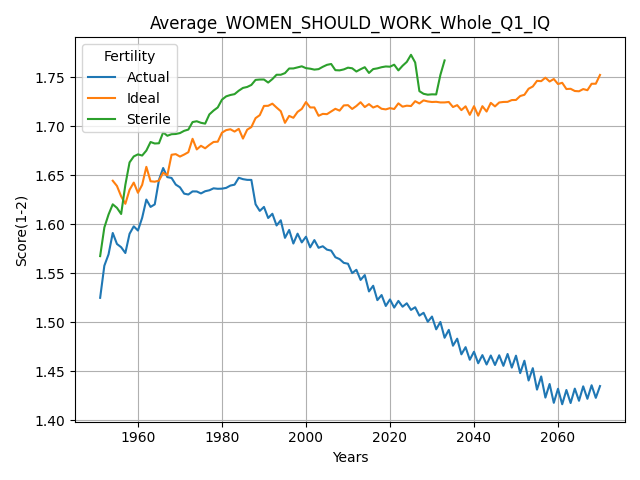 Average_WOMEN_SHOULD_WORK_Whole_Q1_IQ
Fertility
Actual
Ideal
Sterile
Score(1-2)
1.75
1.70
1.65
1.60
1.55
1.50
1.45
1.40
1960 1980 2000 2020 2040 2060
Years